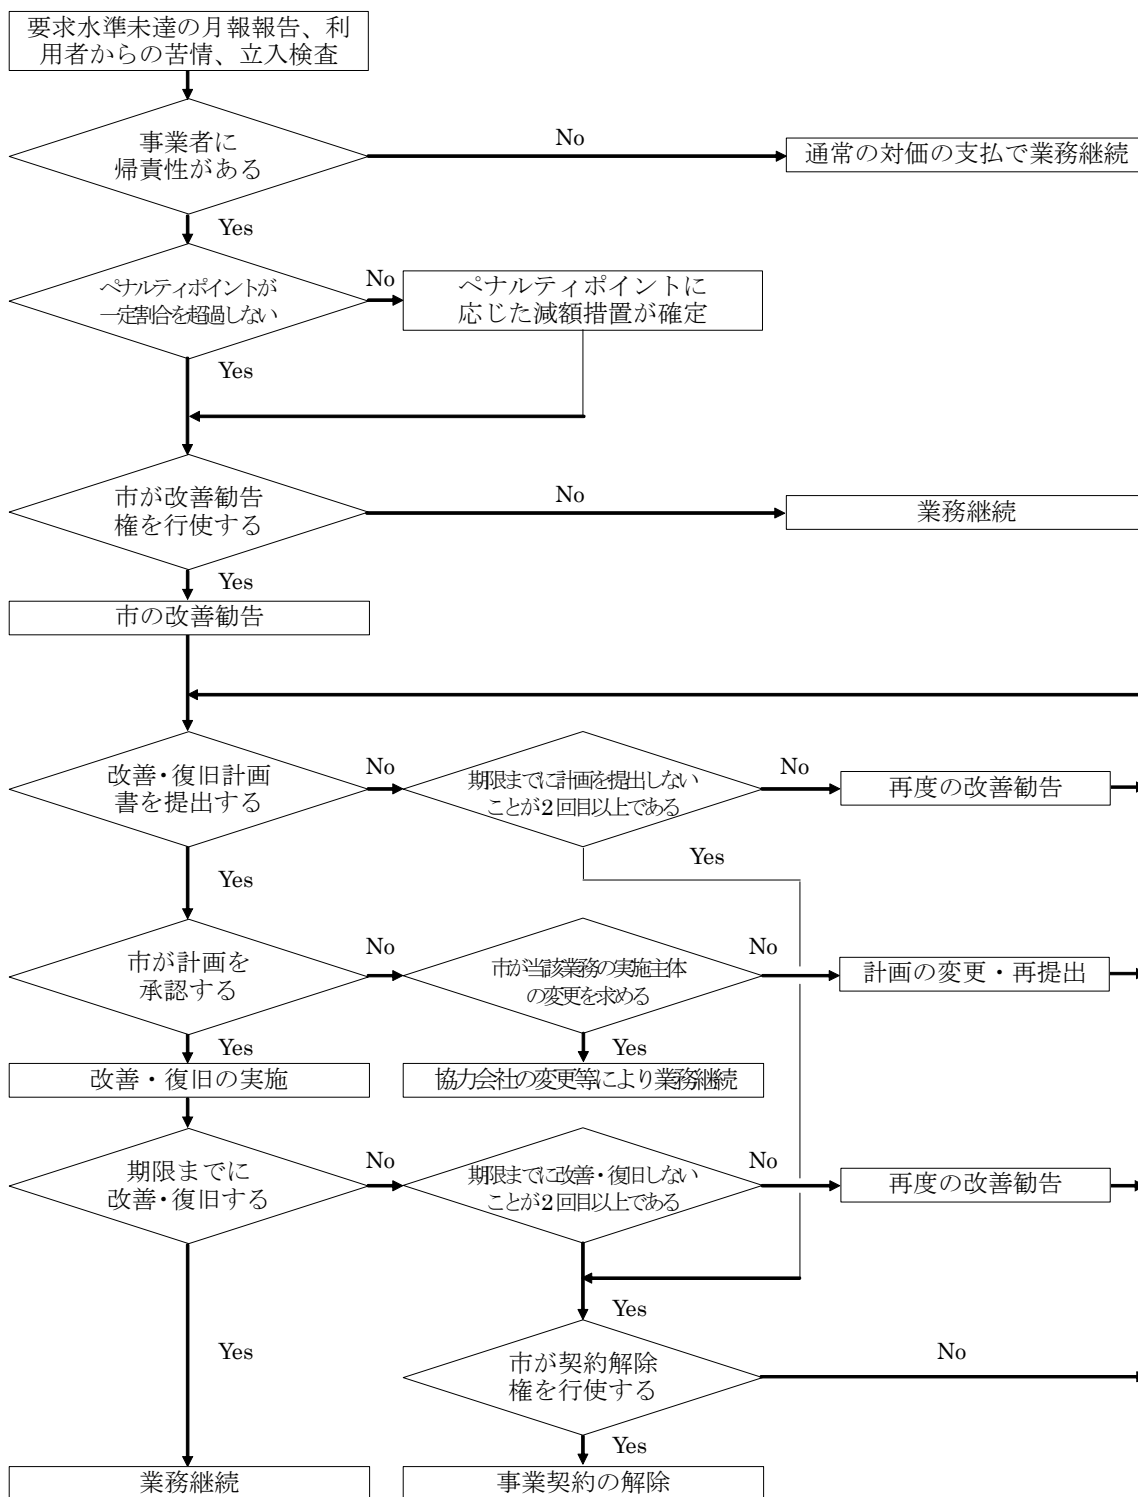 要求水準未達の月報報告、利
用者からの苦情、立入検査
事業者に
帰責性がある
No
通常の対価の支払で業務継続
Yes
ペナルティポイントが
一定割合を超過しない
No
ペナルティポイントに
応じた減額措置が確定
Yes
市が改善勧告
権を行使する
No
業務継続
Yes
市の改善勧告
改善・復旧計画
書を提出する
No
期限までに計画を提出しない
ことが2回目以上である
No
再度の改善勧告
Yes
Yes
市が計画を
承認する
No
市が当該業務の実施主体
の変更を求める
No
計画の変更・再提出
Yes
Yes
改善・復旧の実施
協力会社の変更等により業務継続
期限までに
改善・復旧する
No
期限までに改善・復旧しない
ことが2回目以上である
No
再度の改善勧告
Yes
Yes
市が契約解除
権を行使する
No
Yes
業務継続
事業契約の解除